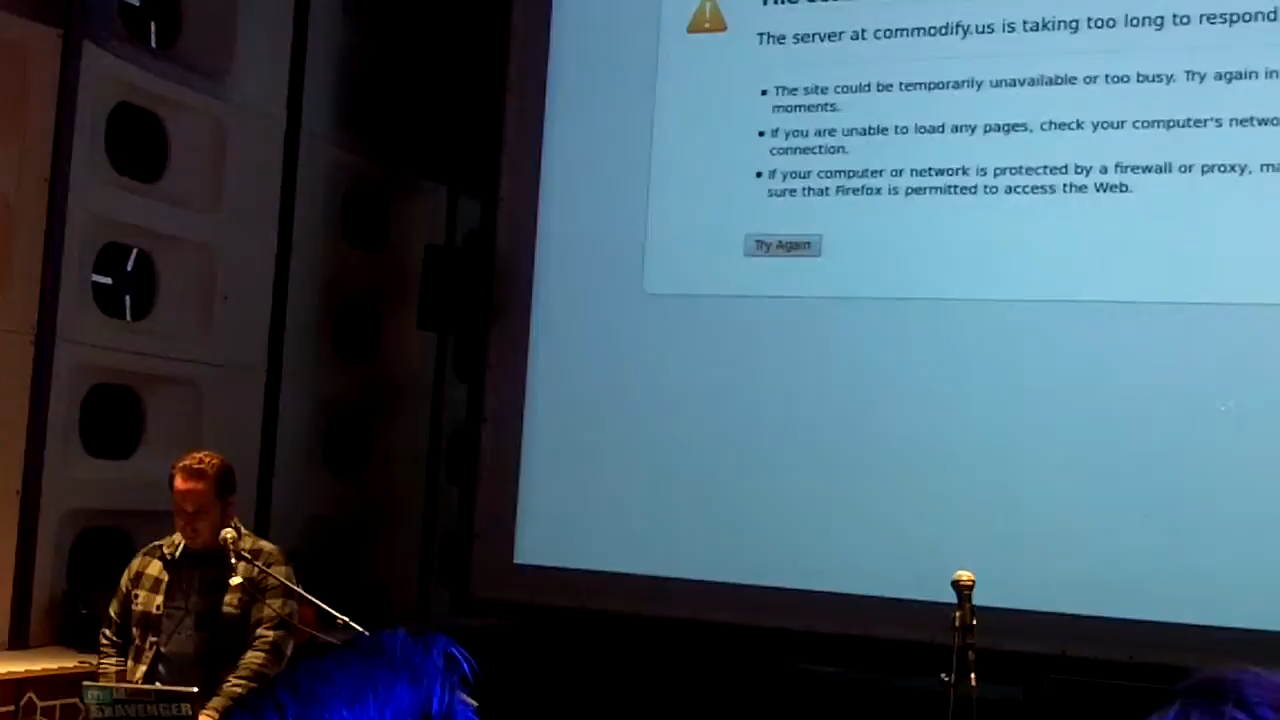 The server at commodify.us is taking too long to respond
The site could be temporarily unavailable or too busy. Try again in
moments.
If you are unable to load any pages, check your computer's netwo
connection.
If your computer or network is protected by a firewall or proxy, ma
sure that Firefox is permitted to access the Web.
Try Again
SKAVENGER